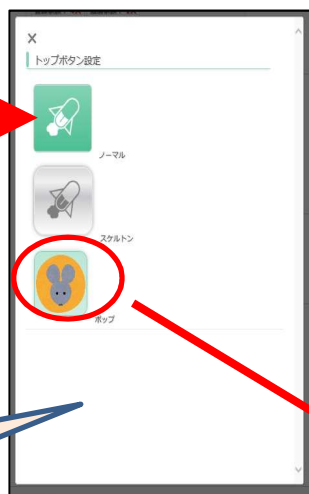 ×
トップボタン設定
ノーマル
スケルトン
ポップ